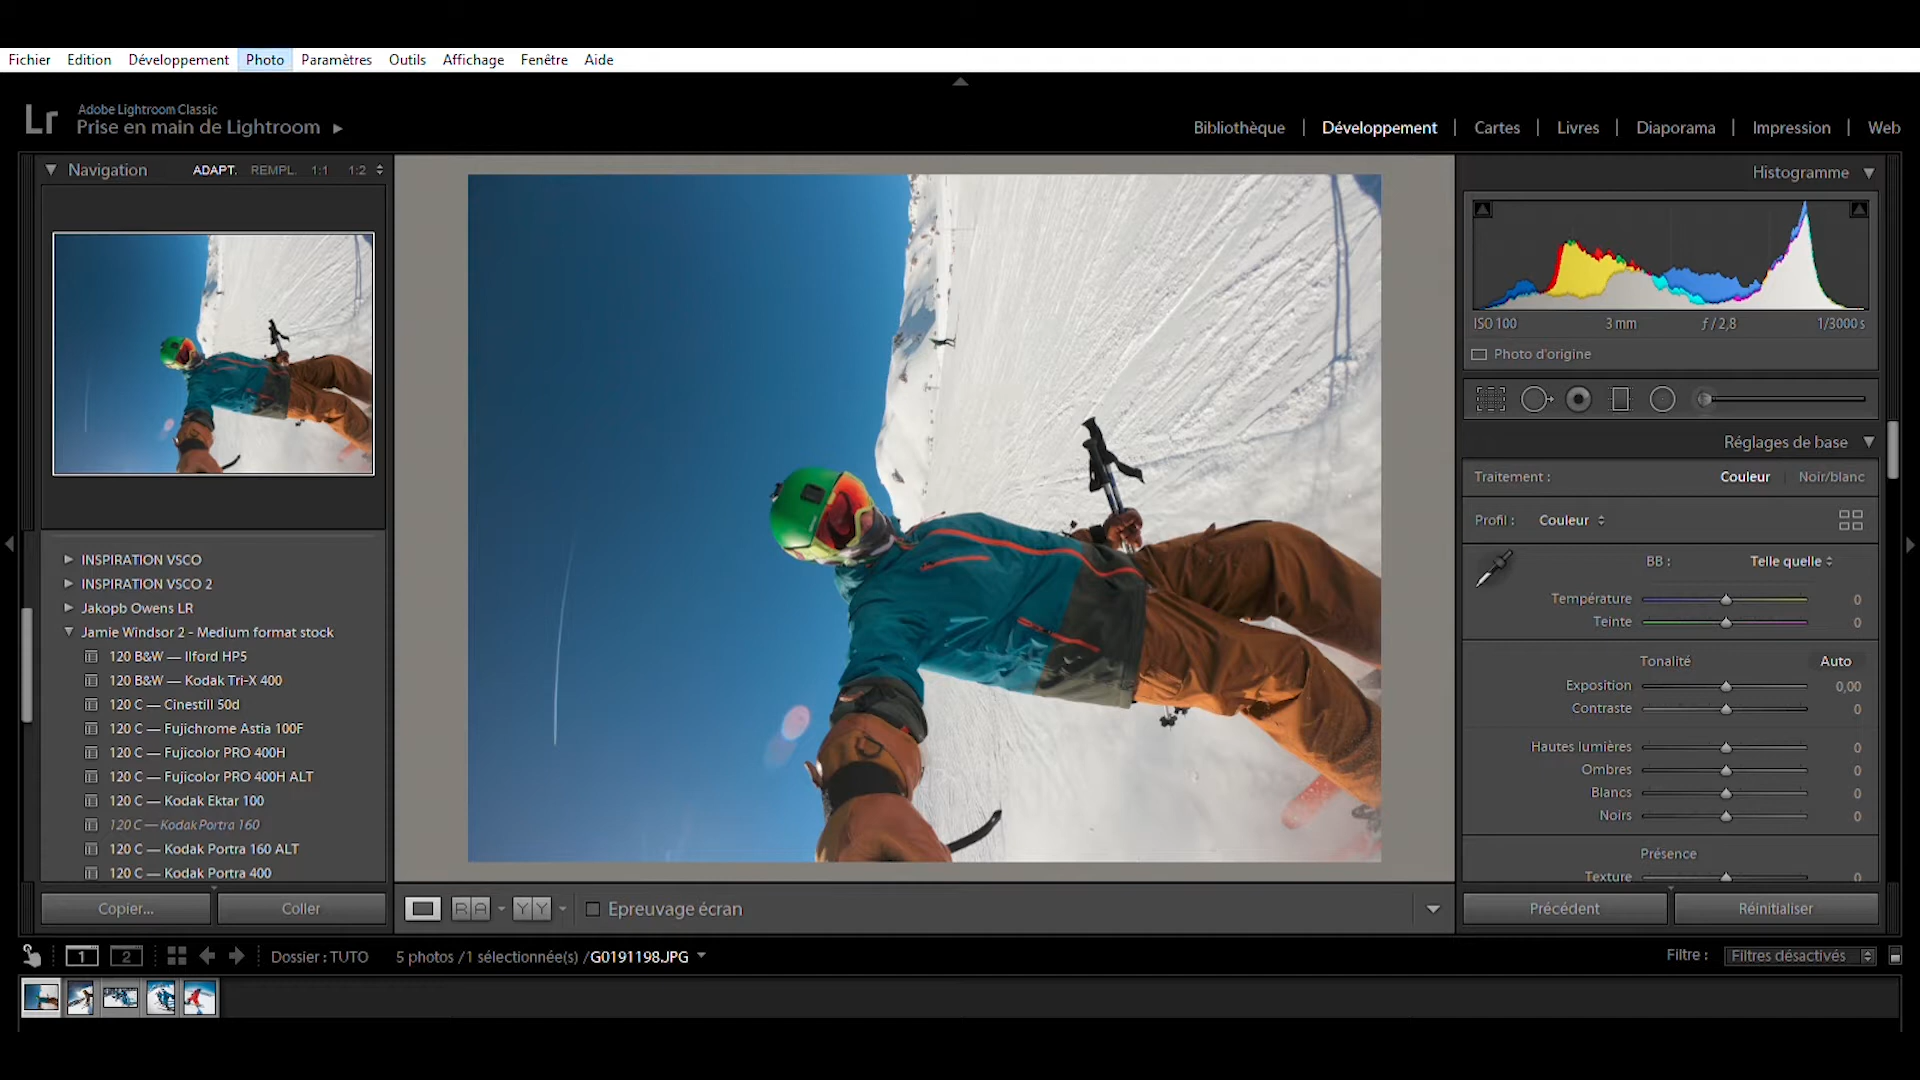 Fichier Edition Développement Photo Paramètres Outils Affichage Fenêtre Aide
Lr
Adobe Lightroom Classic
Prise en main de Lightroom
Bibliothèque | Développement | Cartes | Livres | Diaporama | Impression | Web
Navigation ADAPT. REMPL. 1:1 1:2
INSPIRATION VSCO
INSPIRATION VSCO 2
Jakopb Owens LR
Jamie Windsor 2 - Medium format stock
120 B&W — Ilford HP5
120 B&W — Kodak Tri-X 400
120 C — Cinestill 50d
120 C — Fujichrome Astia 100F
120 C — Fujicolor PRO 400H
120 C — Fujicolor PRO 400H ALT
120 C — Kodak Ektar 100
120 C — Kodak Portra 160
120 C — Kodak Portra 160 ALT
120 C — Kodak Portra 400
Copier... Coller
Histogramme
ISO 100 3 mm ƒ / 2,8 1/3000 s
Photo d'origine
Réglages de base
Traitement : Couleur | Noir/blanc
Profil : Couleur
BB : Telle quelle
Température 0
Teinte 0
Tonalité Auto
Exposition 0,00
Contraste 0
Hautes lumières 0
Ombres 0
Blancs 0
Noirs 0
Présence
Texture 0
Précédent Réinitialiser
R A Y Y Epreuvage écran
1 2 Dossier : TUTO 5 photos /1 sélectionnée(s) /G0191198.JPG
Filtre : Filtres désactivés